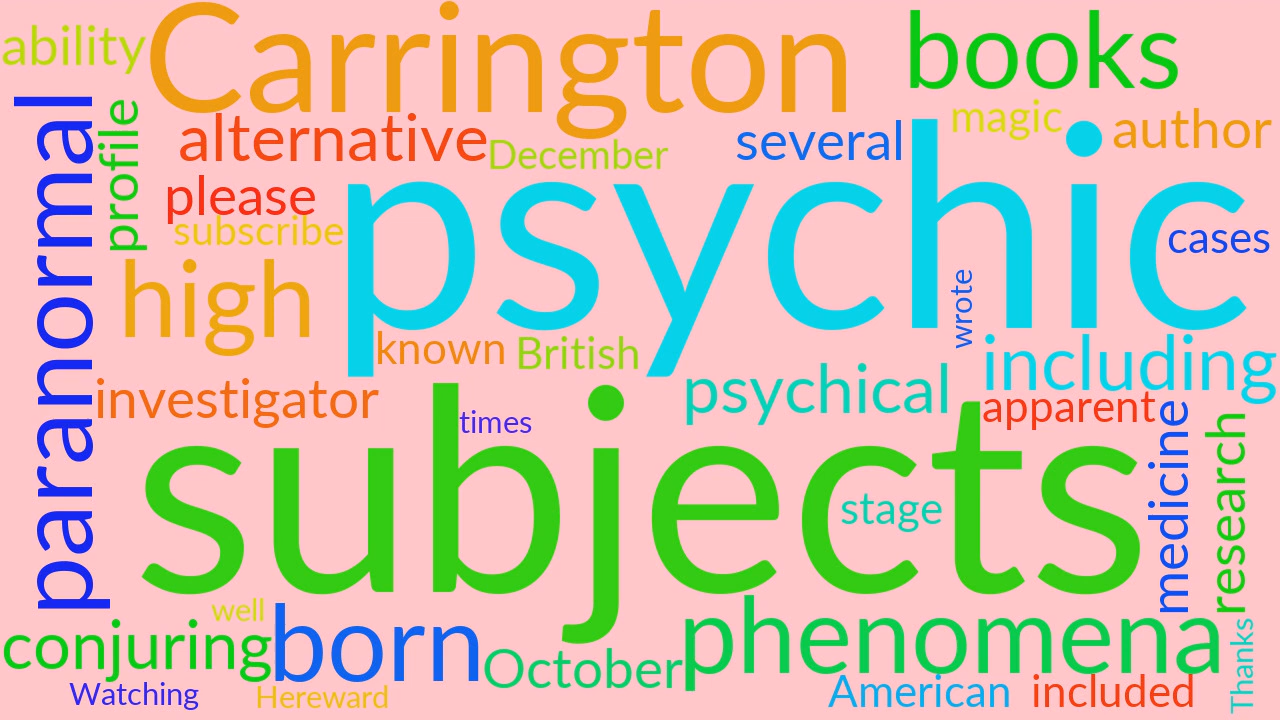 ability
Carrington
books
paranormal
profile
alternative
December
several
magic
author
please
subscribe
psychic
cases
high
wrote
known
British
including
investigator
times
psychical
apparent
subjects
stage
medicine
research
well
conjuring
born
October
phenomena
Thanks
Watching
Hereward
American
included